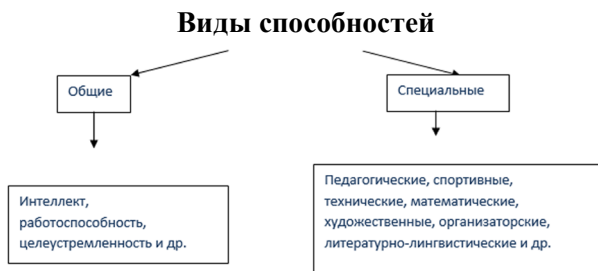 Виды способностей
Общие
Специальные
Интеллект,
работоспособность,
целеустремленность и др.
Педагогические, спортивные,
технические, математические,
художественные, организаторские,
литературно-лингвистические и др.